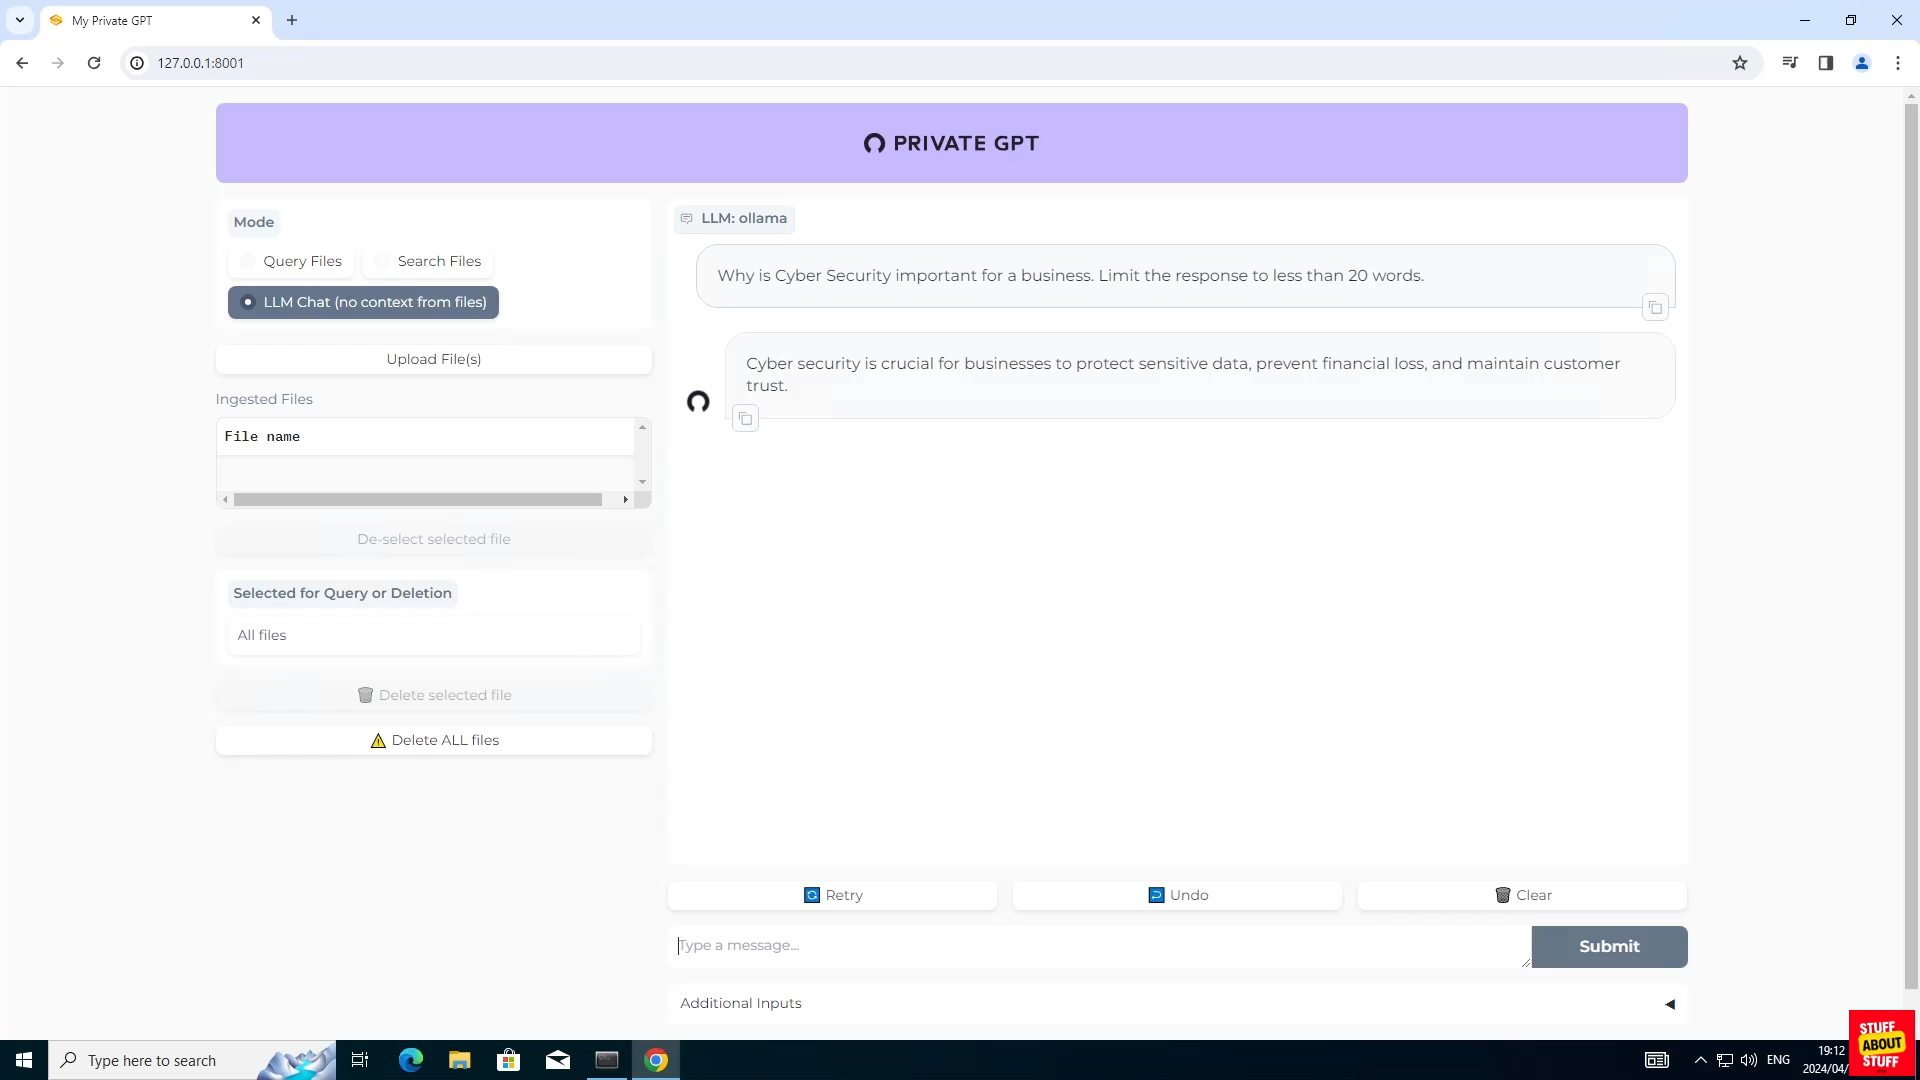 My Private GPT
127.0.0.1:8001
PRIVATE GPT
Mode
Query Files
Search Files
LLM Chat (no context from files)
Upload File(s)
Ingested Files
File name
De-select selected file
Selected for Query or Deletion
All files
Delete selected file
Delete ALL files
LLM: ollama
Why is Cyber Security important for a business. Limit the response to less than 20 words.
Cyber security is crucial for businesses to protect sensitive data, prevent financial loss, and maintain customer
trust.
Retry
Undo
Clear
Type a message...
Submit
Additional Inputs
Type here to search
ENG
19:12
2024/04/
STUFF
ABOUT
STUFF